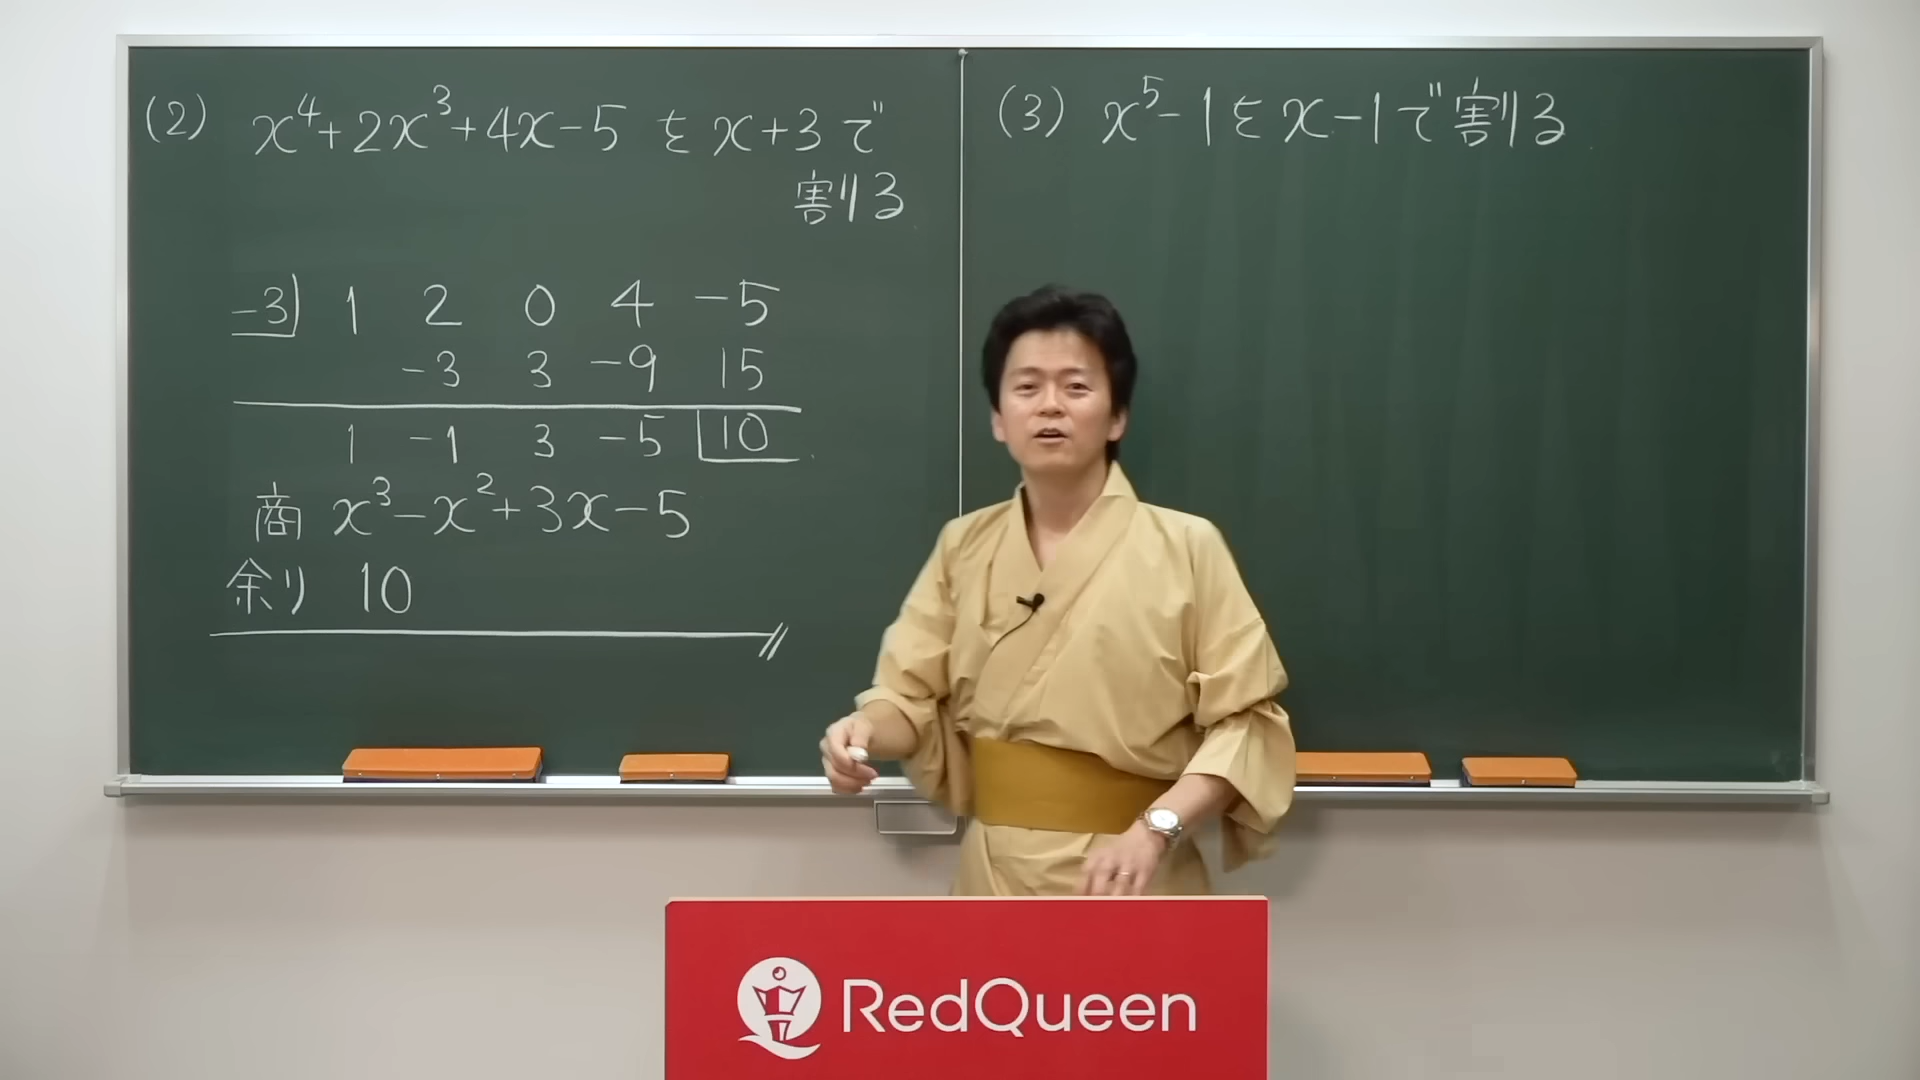 (2) x⁴+2x³+4x-5 を x+3で
割る
-3 1 2 0 4 -5
-3 3 -9 15
1 -1 3 -5 10
商 x³-x²+3x-5
余り 10
(3) x⁵-1をx-1で割る
RedQueen